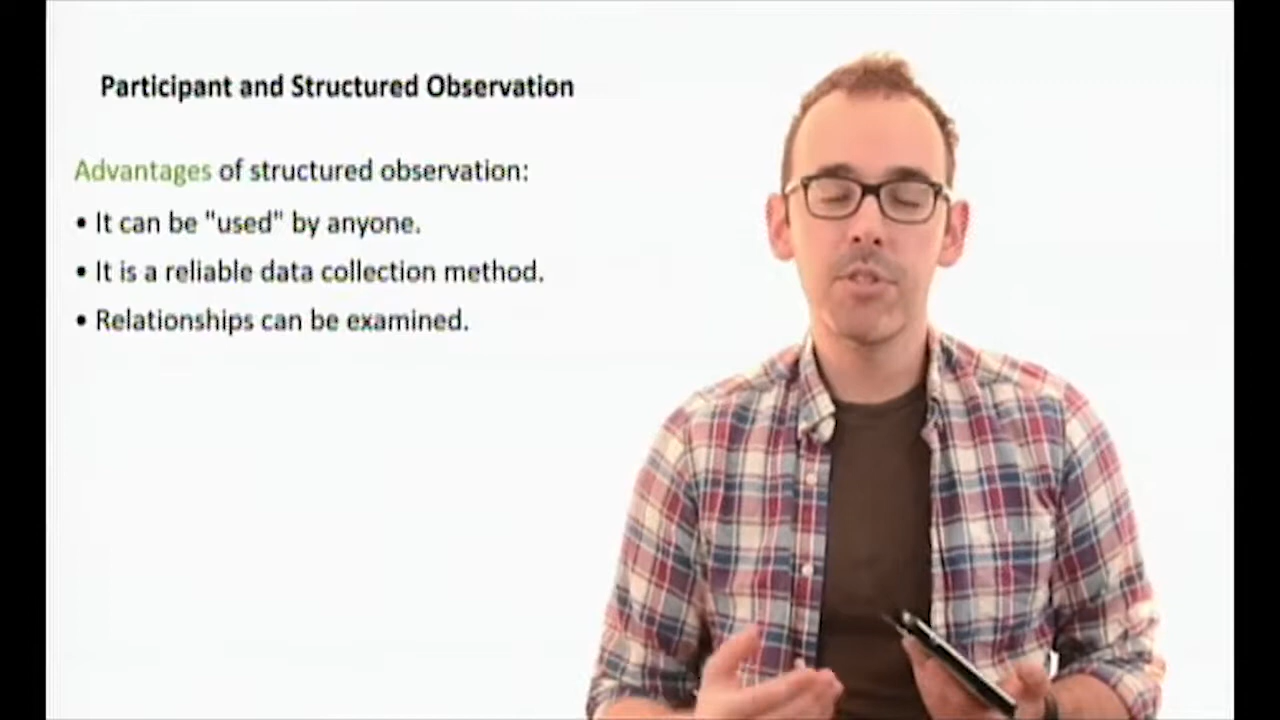 Participant and Structured Observation
Advantages of structured observation:
• It can be "used" by anyone.
• It is a reliable data collection method.
• Relationships can be examined.